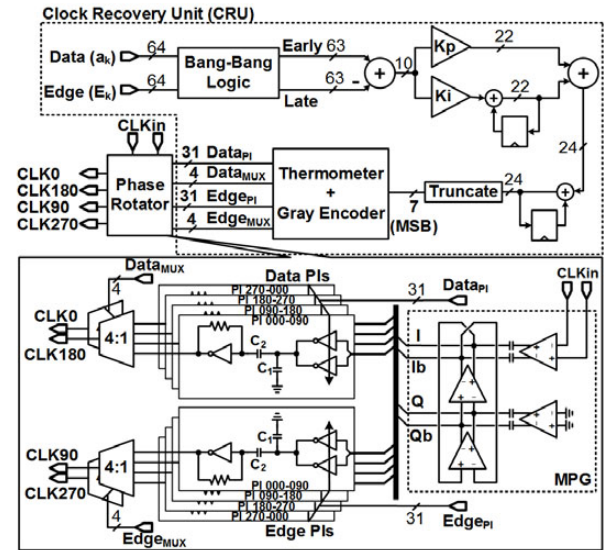 Clock Recovery Unit (CRU)
Data (ak) 64
Edge (Ek) 64
Bang-Bang
Logic
Early 63
63
Late
-
+
10
Kp
22
Ki
+
22
+
24
CLKin
CLK0
CLK180
CLK90
CLK270
Phase
Rotator
31 DataPI
4 DataMUX
31 EdgePI
4 EdgeMUX
Thermometer
+
Gray Encoder
7
(MSB)
Truncate
24
+
DataMUX
4
CLK0
CLK180
4:1
Data PIs
PI 270-000
PI 180-270
PI 090-180
PI 000-090
C2
C1
31
DataPI
CLKin
I
Ib
Q
Qb
MPG
CLK90
CLK270
4:1
C1
C2
PI 000-090
PI 090-180
PI 180-270
PI 270-000
4
EdgeMUX
Edge PIs
31
EdgePI